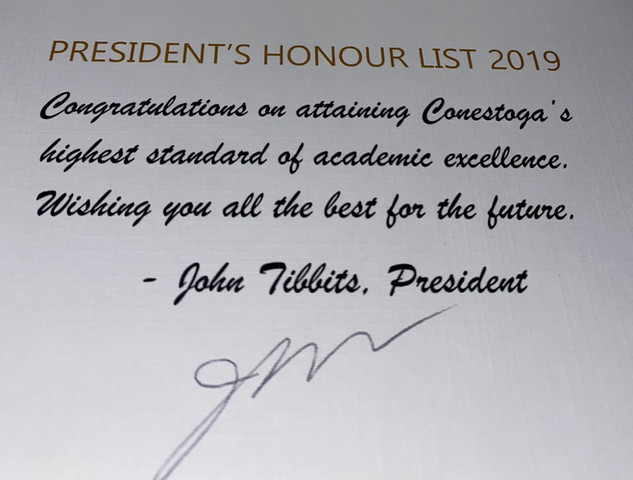 PRESIDENT'S HONOUR LIST 2019
Congratulations on attaining Conestoga's
highest standard of academic excellence.
Wishing you all the best for the future.
- John Tibbits, President